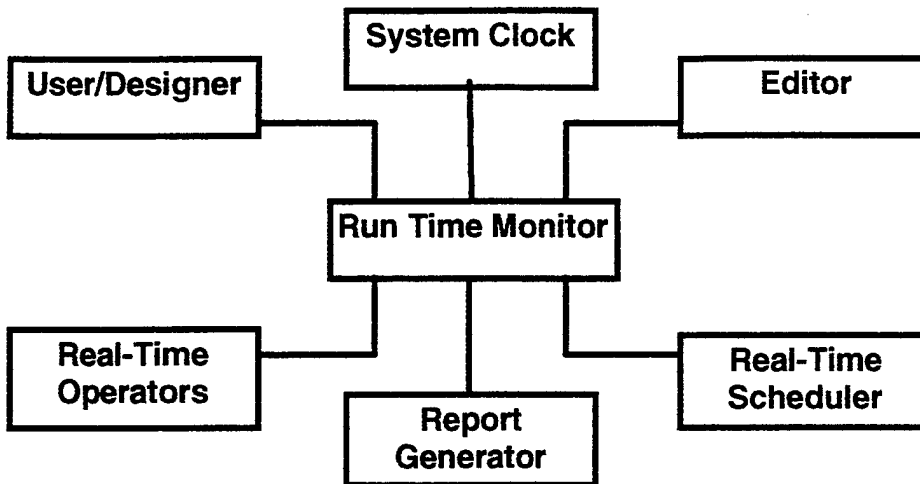 System Clock
User/Designer
Editor
Run Time Monitor
Real-Time
Operators
Report
Generator
Real-Time
Scheduler